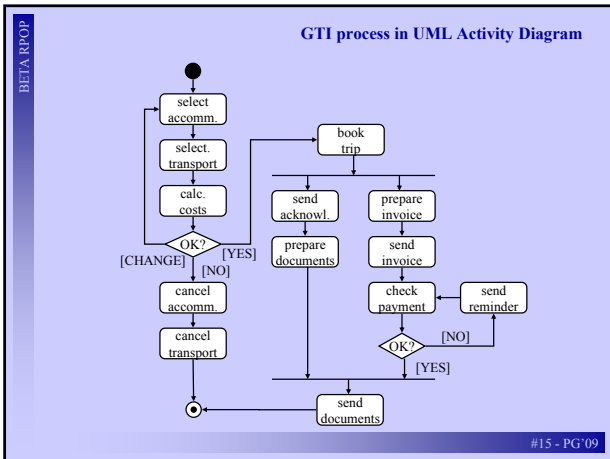 BETA RPOP
GTI process in UML Activity Diagram
select
accomm.
select.
transport
calc.
costs
OK?
[CHANGE]
[YES]
[NO]
cancel
accomm.
cancel
transport
book
trip
send
acknowl.
prepare
documents
prepare
invoice
send
invoice
check
payment
send
reminder
OK?
[NO]
[YES]
send
documents
#15 - PG'09